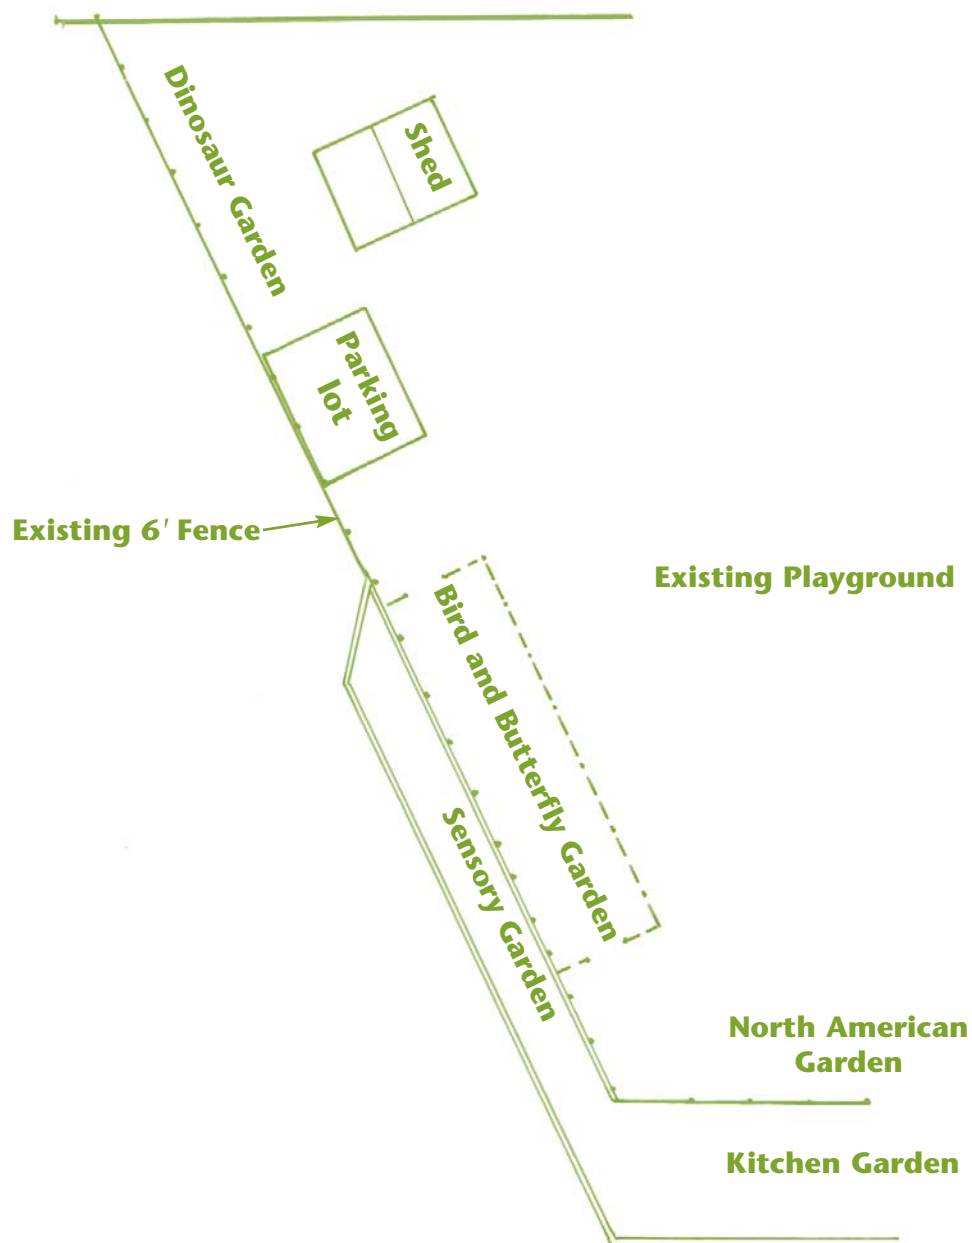 Dinosaur Garden
Shed
Parking
lot
Existing 6' Fence
Existing Playground
Bird and Butterfly Garden
Sensory Garden
North American
Garden
Kitchen Garden